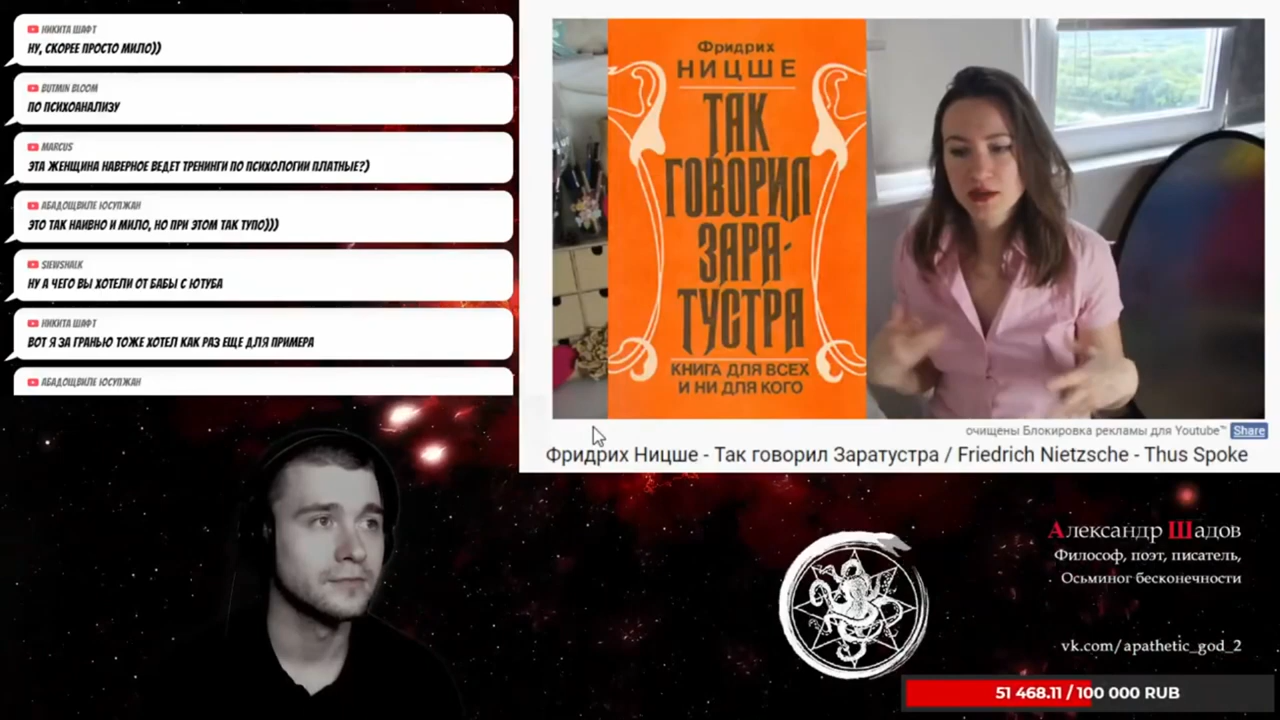 НИКИТА ШАФТ
НУ, СКОРЕЕ ПРОСТО МИЛО))
BUTMIN BLOOM
ПО ПСИХОАНАЛИЗУ
MARCUS
ЭТА ЖЕНЩИНА НАВЕРНОЕ ВЕДЕТ ТРЕНИНГИ ПО ПСИХОЛОГИИ ПЛАТНЫЕ?)
АБАДОЩВИЛЕ ЮСУПЖАН
ЭТО ТАК НАИВНО И МИЛО, НО ПРИ ЭТОМ ТАК ТУПО)))
SIEWSHALK
НУ А ЧЕГО ВЫ ХОТЕЛИ ОТ БАБЫ С ЮТУБА
НИКИТА ШАФТ
ВОТ Я ЗА ГРАНЬЮ ТОЖЕ ХОТЕЛ КАК РАЗ ЕЩЕ ДЛЯ ПРИМЕРА
АБАДОЩВИЛЕ ЮСУПЖАН
Фридрих
НИЦШЕ
ТАК
ГОВОРИЛ
ЗАРА-
ТУСТРА
КНИГА ДЛЯ ВСЕХ
И НИ ДЛЯ КОГО
очищены Блокировка рекламы для Youtube™ Share
Фридрих Ницше - Так говорил Заратустра / Friedrich Nietzsche - Thus Spoke
Александр Шадов
Философ, поэт, писатель,
Осьминог бесконечности
vk.com/apathetic_god_2
51 468.11 / 100 000 RUB